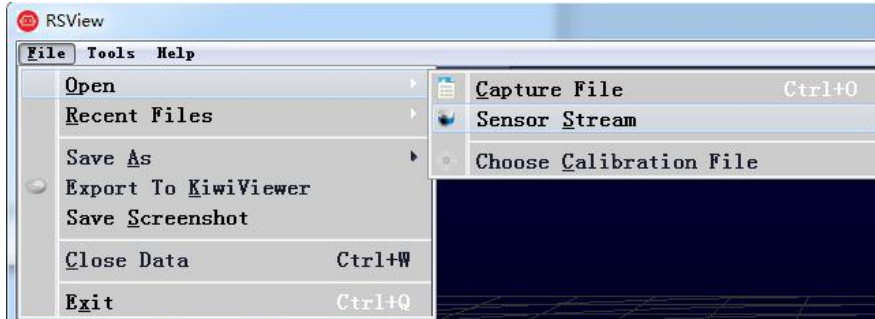 RSView
File Tools Help
Open
Recent Files
Save As
Export To KiwiViewer
Save Screenshot
Close Data Ctrl+W
Exit Ctrl+Q
Capture File Ctrl+O
Sensor Stream
Choose Calibration File